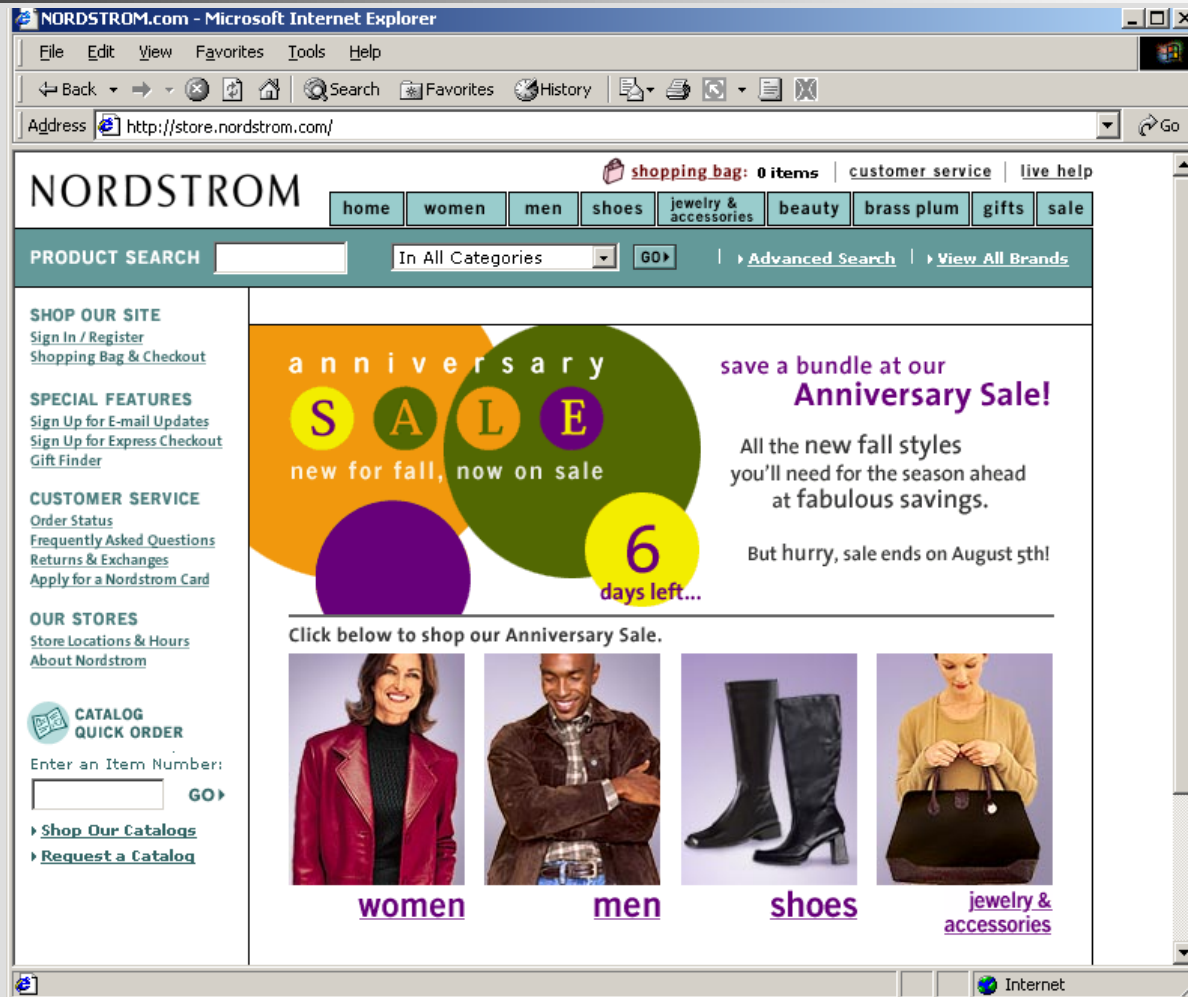 NORDSTROM.com - Microsoft Internet Explorer
File Edit View Favorites Tools Help
Back Search Favorites History
Address http://store.nordstrom.com/ Go
shopping bag: 0 items customer service live help
NORDSTROM
home women men shoes jewelry & accessories beauty brass plum gifts sale
PRODUCT SEARCH In All Categories GO Advanced Search View All Brands
SHOP OUR SITE
Sign In / Register
Shopping Bag & Checkout
SPECIAL FEATURES
Sign Up for E-mail Updates
Sign Up for Express Checkout
Gift Finder
CUSTOMER SERVICE
Order Status
Frequently Asked Questions
Returns & Exchanges
Apply for a Nordstrom Card
OUR STORES
Store Locations & Hours
About Nordstrom
CATALOG
QUICK ORDER
Enter an Item Number:
GO
Shop Our Catalogs
Request a Catalog
anniversary
SALE
new for fall, now on sale
6
days left...
save a bundle at our
Anniversary Sale!
All the new fall styles
you'll need for the season ahead
at fabulous savings.
But hurry, sale ends on August 5th!
Click below to shop our Anniversary Sale.
women men shoes jewelry &
accessories
Internet